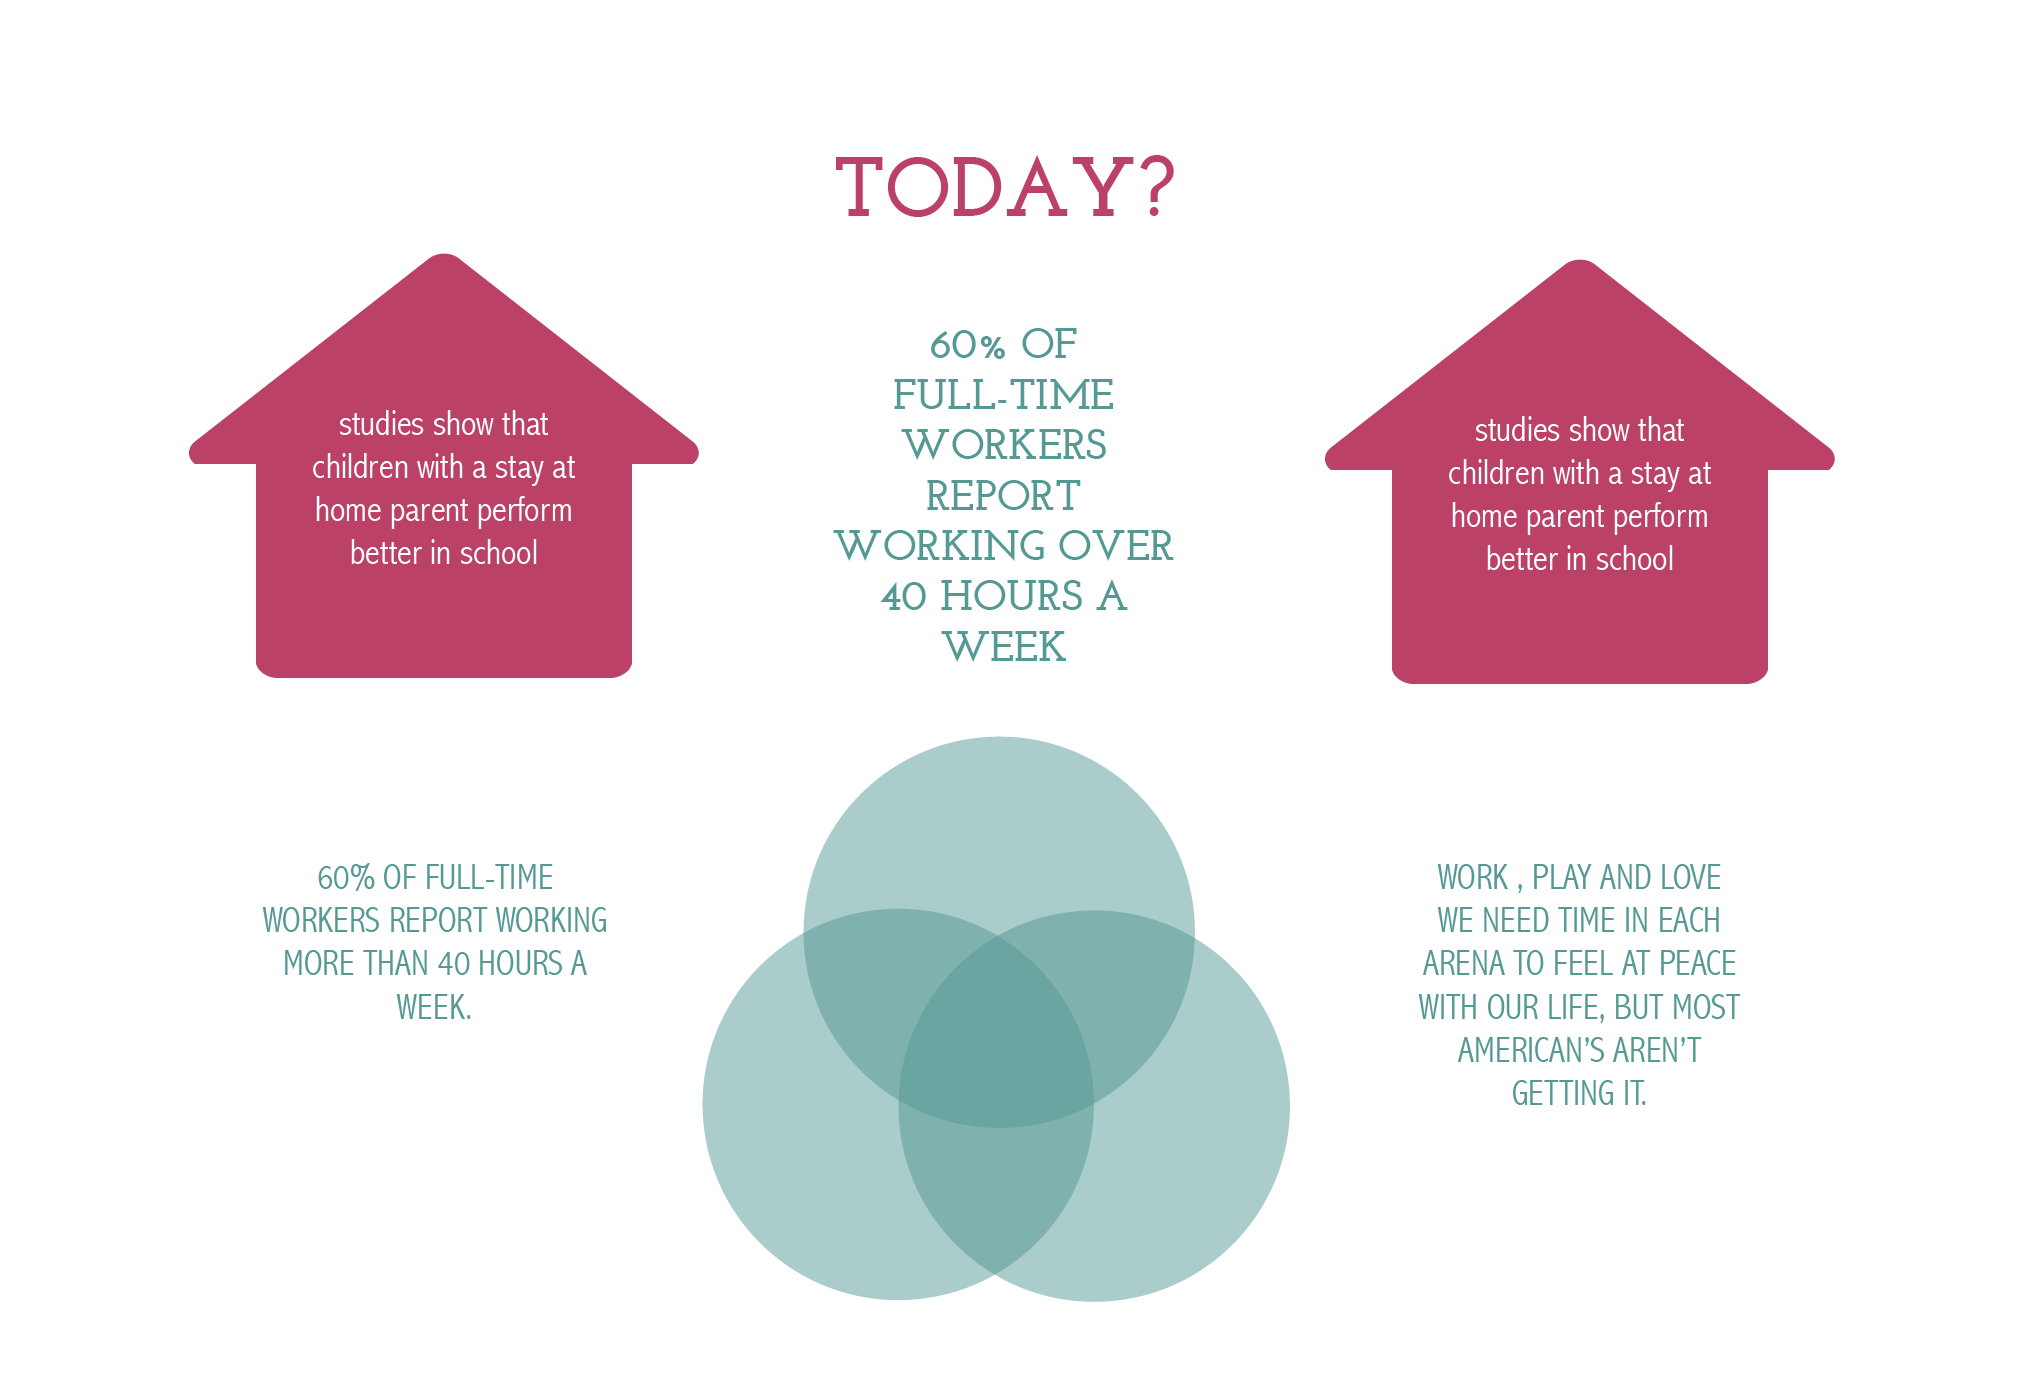 TODAY?
studies show that
children with a stay at
home parent perform
better in school
60% OF
FULL-TIME
WORKERS
REPORT
WORKING OVER
40 HOURS A
WEEK
studies show that
children with a stay at
home parent perform
better in school
60% OF FULL-TIME
WORKERS REPORT WORKING
MORE THAN 40 HOURS A
WEEK.
WORK , PLAY AND LOVE
WE NEED TIME IN EACH
ARENA TO FEEL AT PEACE
WITH OUR LIFE, BUT MOST
AMERICAN’S AREN’T
GETTING IT.